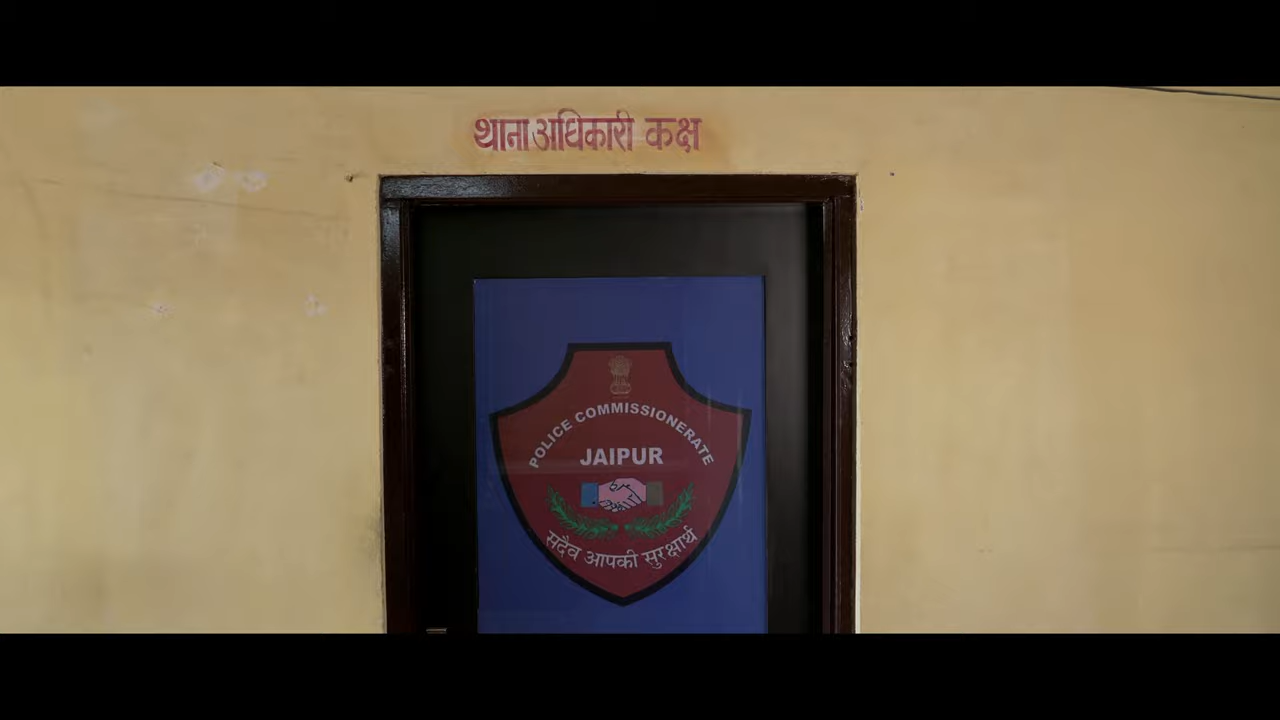 थाना अधिकारी कक्ष
POLICE COMMISSIONERATE
JAIPUR
सदैव आपकी सुरक्षार्थ